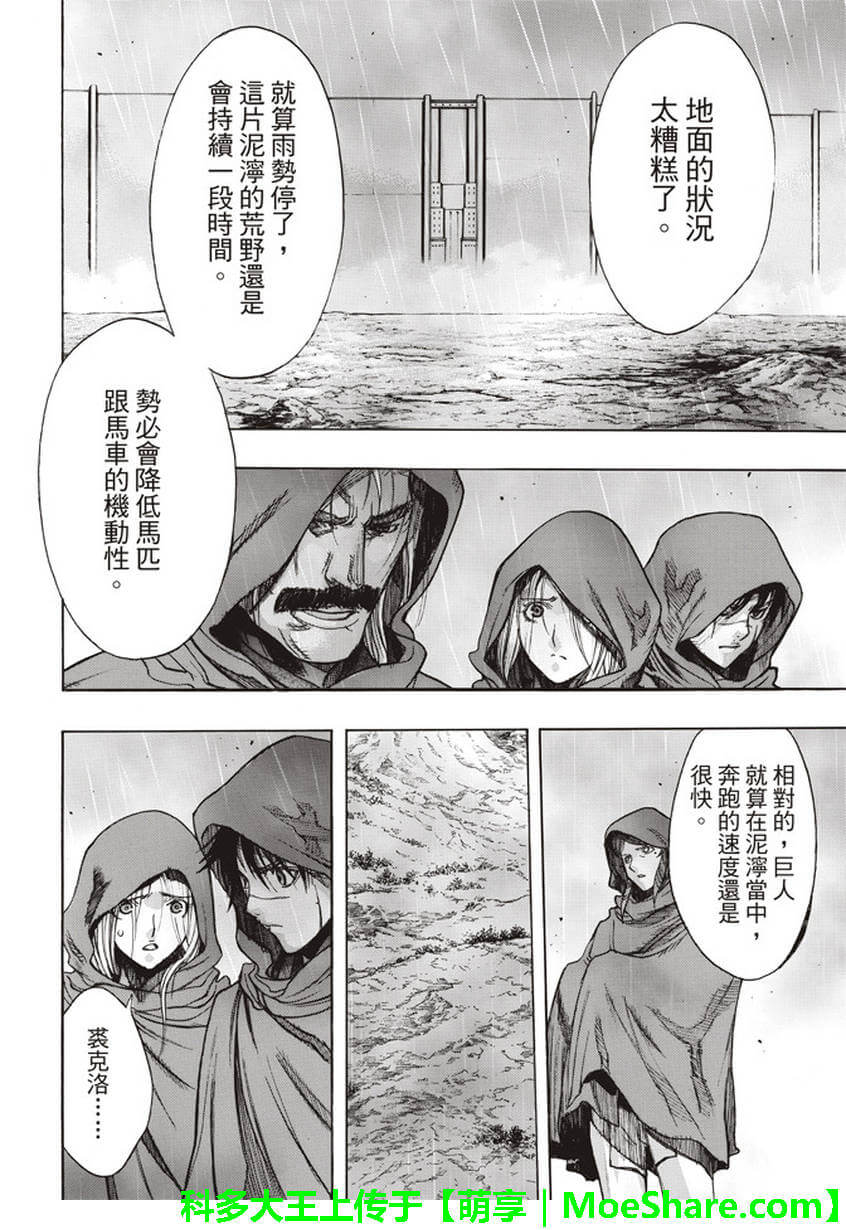 地面的狀況
太糟糕了。
就算雨勢停了，
這片泥濘的荒野還是
會持續一段時間。
勢必會降低馬匹
跟馬車的機動性。
相對的，巨人
就算在泥濘當中，
奔跑的速度還是
很快。
裘克洛……
科多大王上传于【萌享｜MoeShare.com】